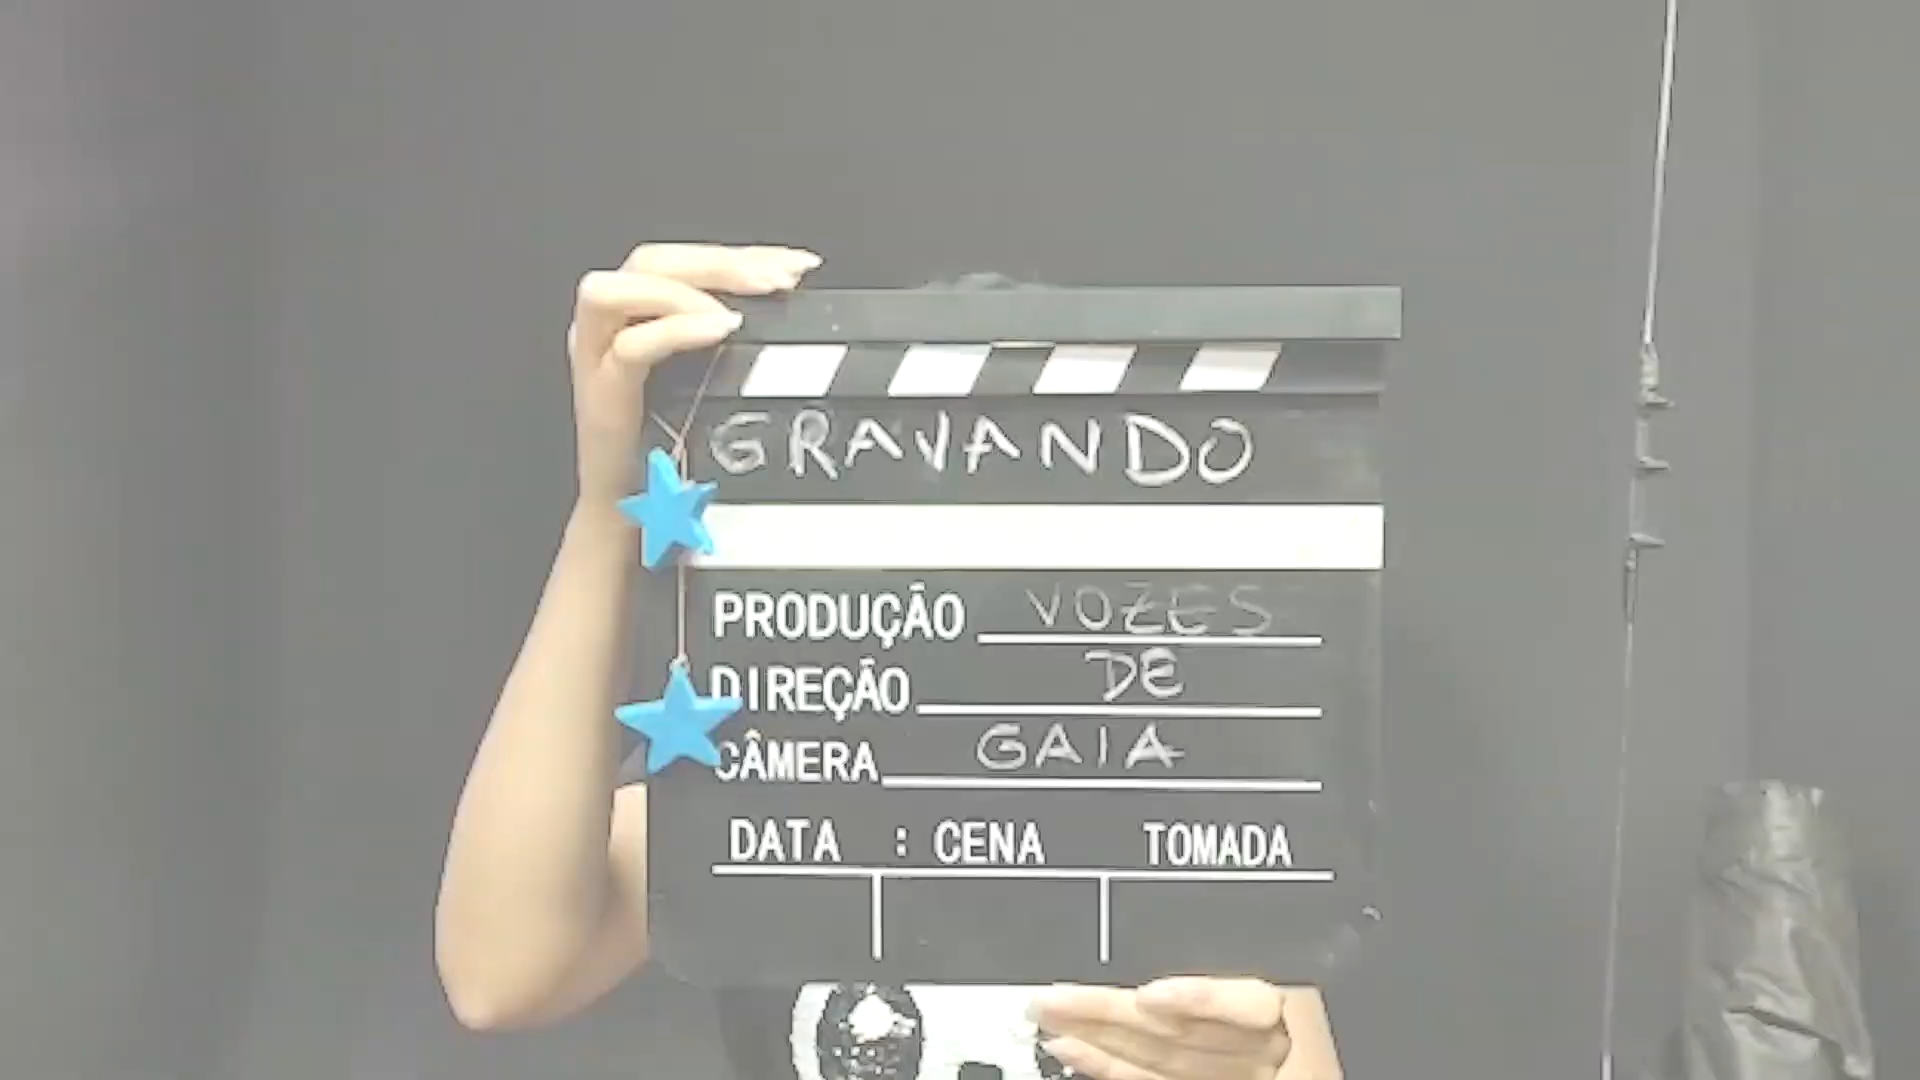 GRAVANDO
PRODUÇÃO VOZES
DIREÇÃO DE
CÂMERA GAIA
DATA : CENA TOMADA